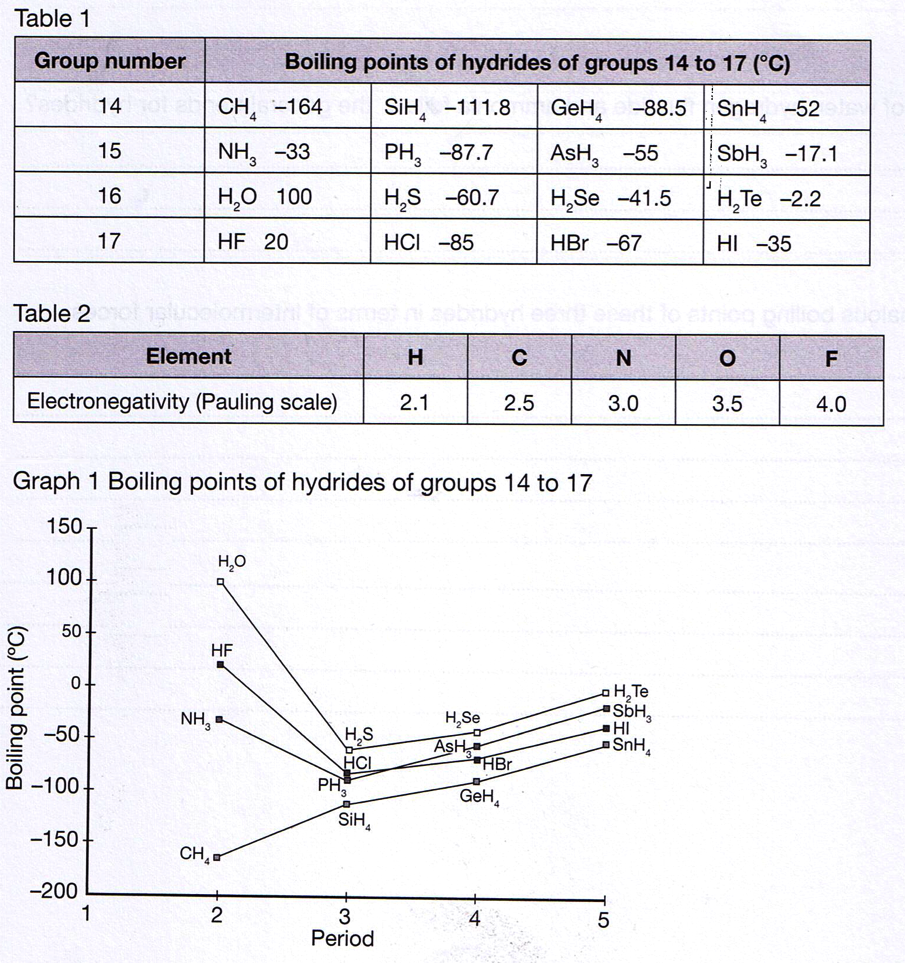 Table 1
Group number Boiling points of hydrides of groups 14 to 17 (°C)
14 CH₄ −164 SiH₄ −111.8 GeH₄ −88.5 SnH₄ −52
15 NH₃ −33 PH₃ −87.7 AsH₃ −55 SbH₃ −17.1
16 H₂O 100 H₂S −60.7 H₂Se −41.5 H₂Te −2.2
17 HF 20 HCl −85 HBr −67 HI −35
Table 2
Element H C N O F
Electronegativity (Pauling scale) 2.1 2.5 3.0 3.5 4.0
Graph 1 Boiling points of hydrides of groups 14 to 17
Boiling point (°C)
150
100
50
0
−50
−100
−150
−200
H₂O
HF
NH₃
CH₄
H₂S
HCl
PH₃
SiH₄
H₂Se
AsH₃
HBr
GeH₄
H₂Te
SbH₃
HI
SnH₄
1 2 3 4 5
Period